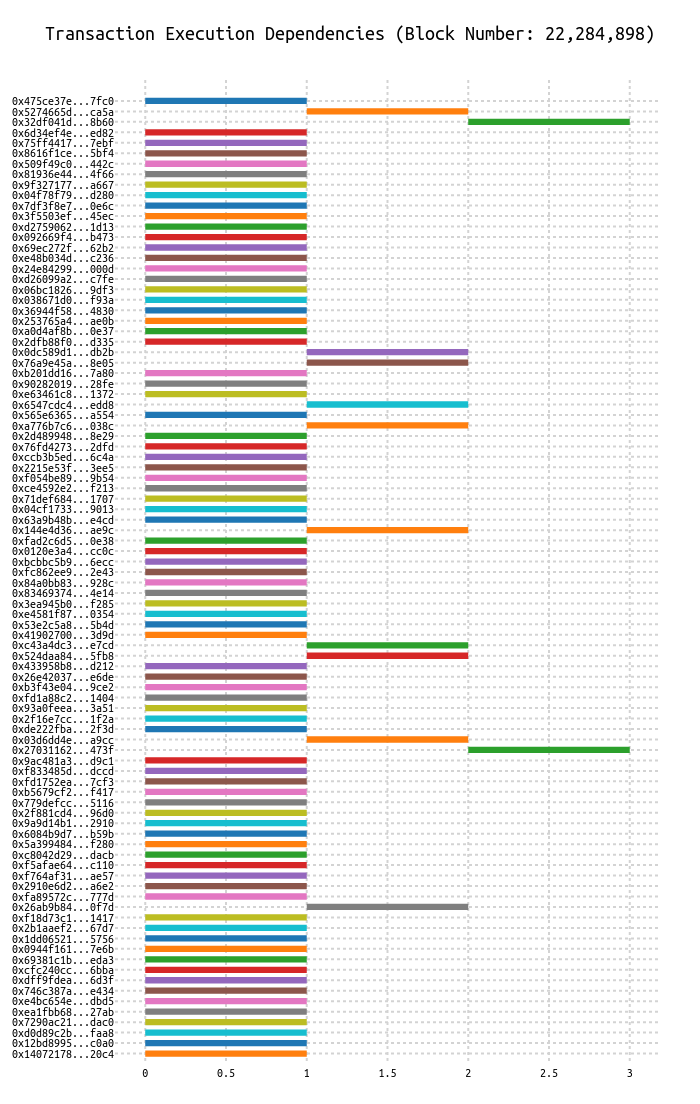 Transaction Execution Dependencies (Block Number: 22,284,898)
0x475ce37e...7fc0
0x5274665d...ca5a
0x32df041d...8b60
0x6d34ef4e...ed82
0x75ff4417...7ebf
0x8616f1ce...5bf4
0x509f49c0...442c
0x81936e44...4f66
0x9f327177...a667
0x04f78f79...d280
0x7df3f8e7...0e6c
0x3f5503ef...45ec
0xd2759062...1d13
0x092669f4...b473
0x69ec272f...62b2
0xe48b034d...c236
0x24e84299...000d
0xd26099a2...c7fe
0x06bc1826...9df3
0x038671d0...f93a
0x36944f58...4830
0x253765a4...ae0b
0xa0d4af8b...0e37
0x2dfb88f0...d335
0x0dc589d1...db2b
0x76a9e45a...8e05
0xb201dd16...7a80
0x90282019...28fe
0xe63461c8...1372
0x6547cdc4...edd8
0x565e6365...a554
0xa776b7c6...038c
0x2d489948...8e29
0x76fd4273...2dfd
0xccb3b5ed...6c4a
0x2215e53f...3ee5
0xf054be89...9b54
0xce4592e2...f213
0x71def684...1707
0x04cf1733...9013
0x63a9b48b...e4cd
0x144e4d36...ae9c
0xfad2c6d5...0e38
0x0120e3a4...cc0c
0xbcbbc5b9...6ecc
0xfc862ee9...2e43
0x84a0bb83...928c
0x83469374...4e14
0x3ea945b0...f285
0xe4581f87...0354
0x53e2c5a8...5b4d
0x41902700...3d9d
0xc43a4dc3...e7cd
0x524daa84...5fb8
0x433958b8...d212
0x26e42037...e6de
0xb3f43e04...9ce2
0xfd1a88c2...1404
0x93a0feea...3a51
0x2f16e7cc...1f2a
0xde222fba...2f3d
0x03d6dd4e...a9cc
0x27031162...473f
0x9ac481a3...d9c1
0xf833485d...dccd
0xfd1752ea...7cf3
0xb5679cf2...f417
0x779defcc...5116
0x2f881cd4...96d0
0x9a9d14b1...2910
0x6084b9d7...b59b
0x5a399484...f280
0xc8042d29...dacb
0xf5afae64...c110
0xf764af31...ae57
0x2910e6d2...a6e2
0xfa89572c...777d
0x26ab9b84...0f7d
0xf18d73c1...1417
0x2b1aaef2...67d7
0x1dd06521...5756
0x0944f161...7e6b
0x69381c1b...eda3
0xcfc240cc...6bba
0xdff9fdea...6d3f
0x746c387a...e434
0xe4bc654e...dbd5
0xea1fbb68...27ab
0x7290ac21...dac0
0xd0d89c2b...faa8
0x12bd8995...c0a0
0x14072178...20c4
0 0.5 1 1.5 2 2.5 3